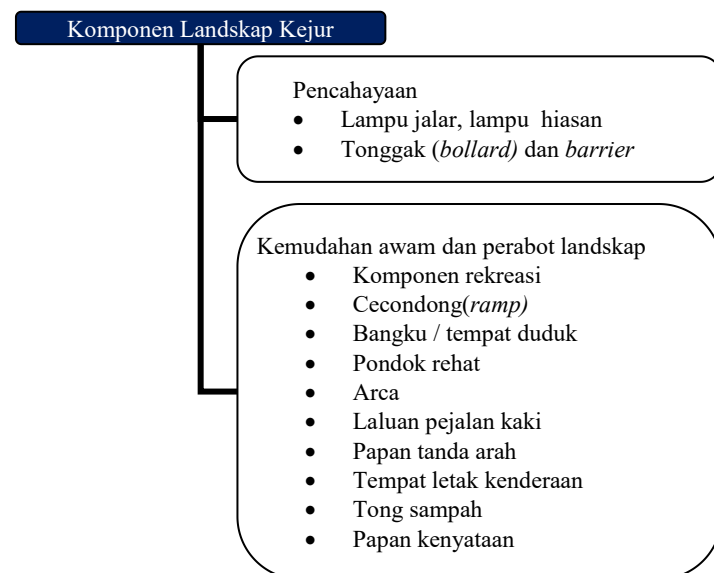 Komponen Landskap Kejur
Pencahayaan
• Lampu jalar, lampu hiasan
• Tonggak (bollard) dan barrier
Kemudahan awam dan perabot landskap
• Komponen rekreasi
• Cecondong(ramp)
• Bangku / tempat duduk
• Pondok rehat
• Arca
• Laluan pejalan kaki
• Papan tanda arah
• Tempat letak kenderaan
• Tong sampah
• Papan kenyataan